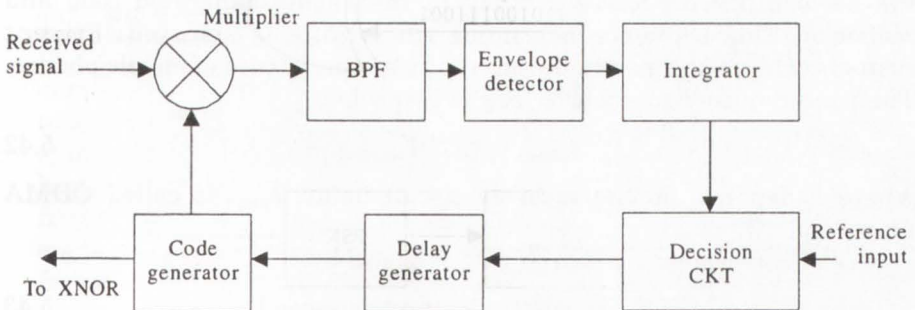 Multiplier
Received
signal
BPF
Envelope
detector
Integrator
Code
generator
Delay
generator
Decision
CKT
Reference
input
To XNOR